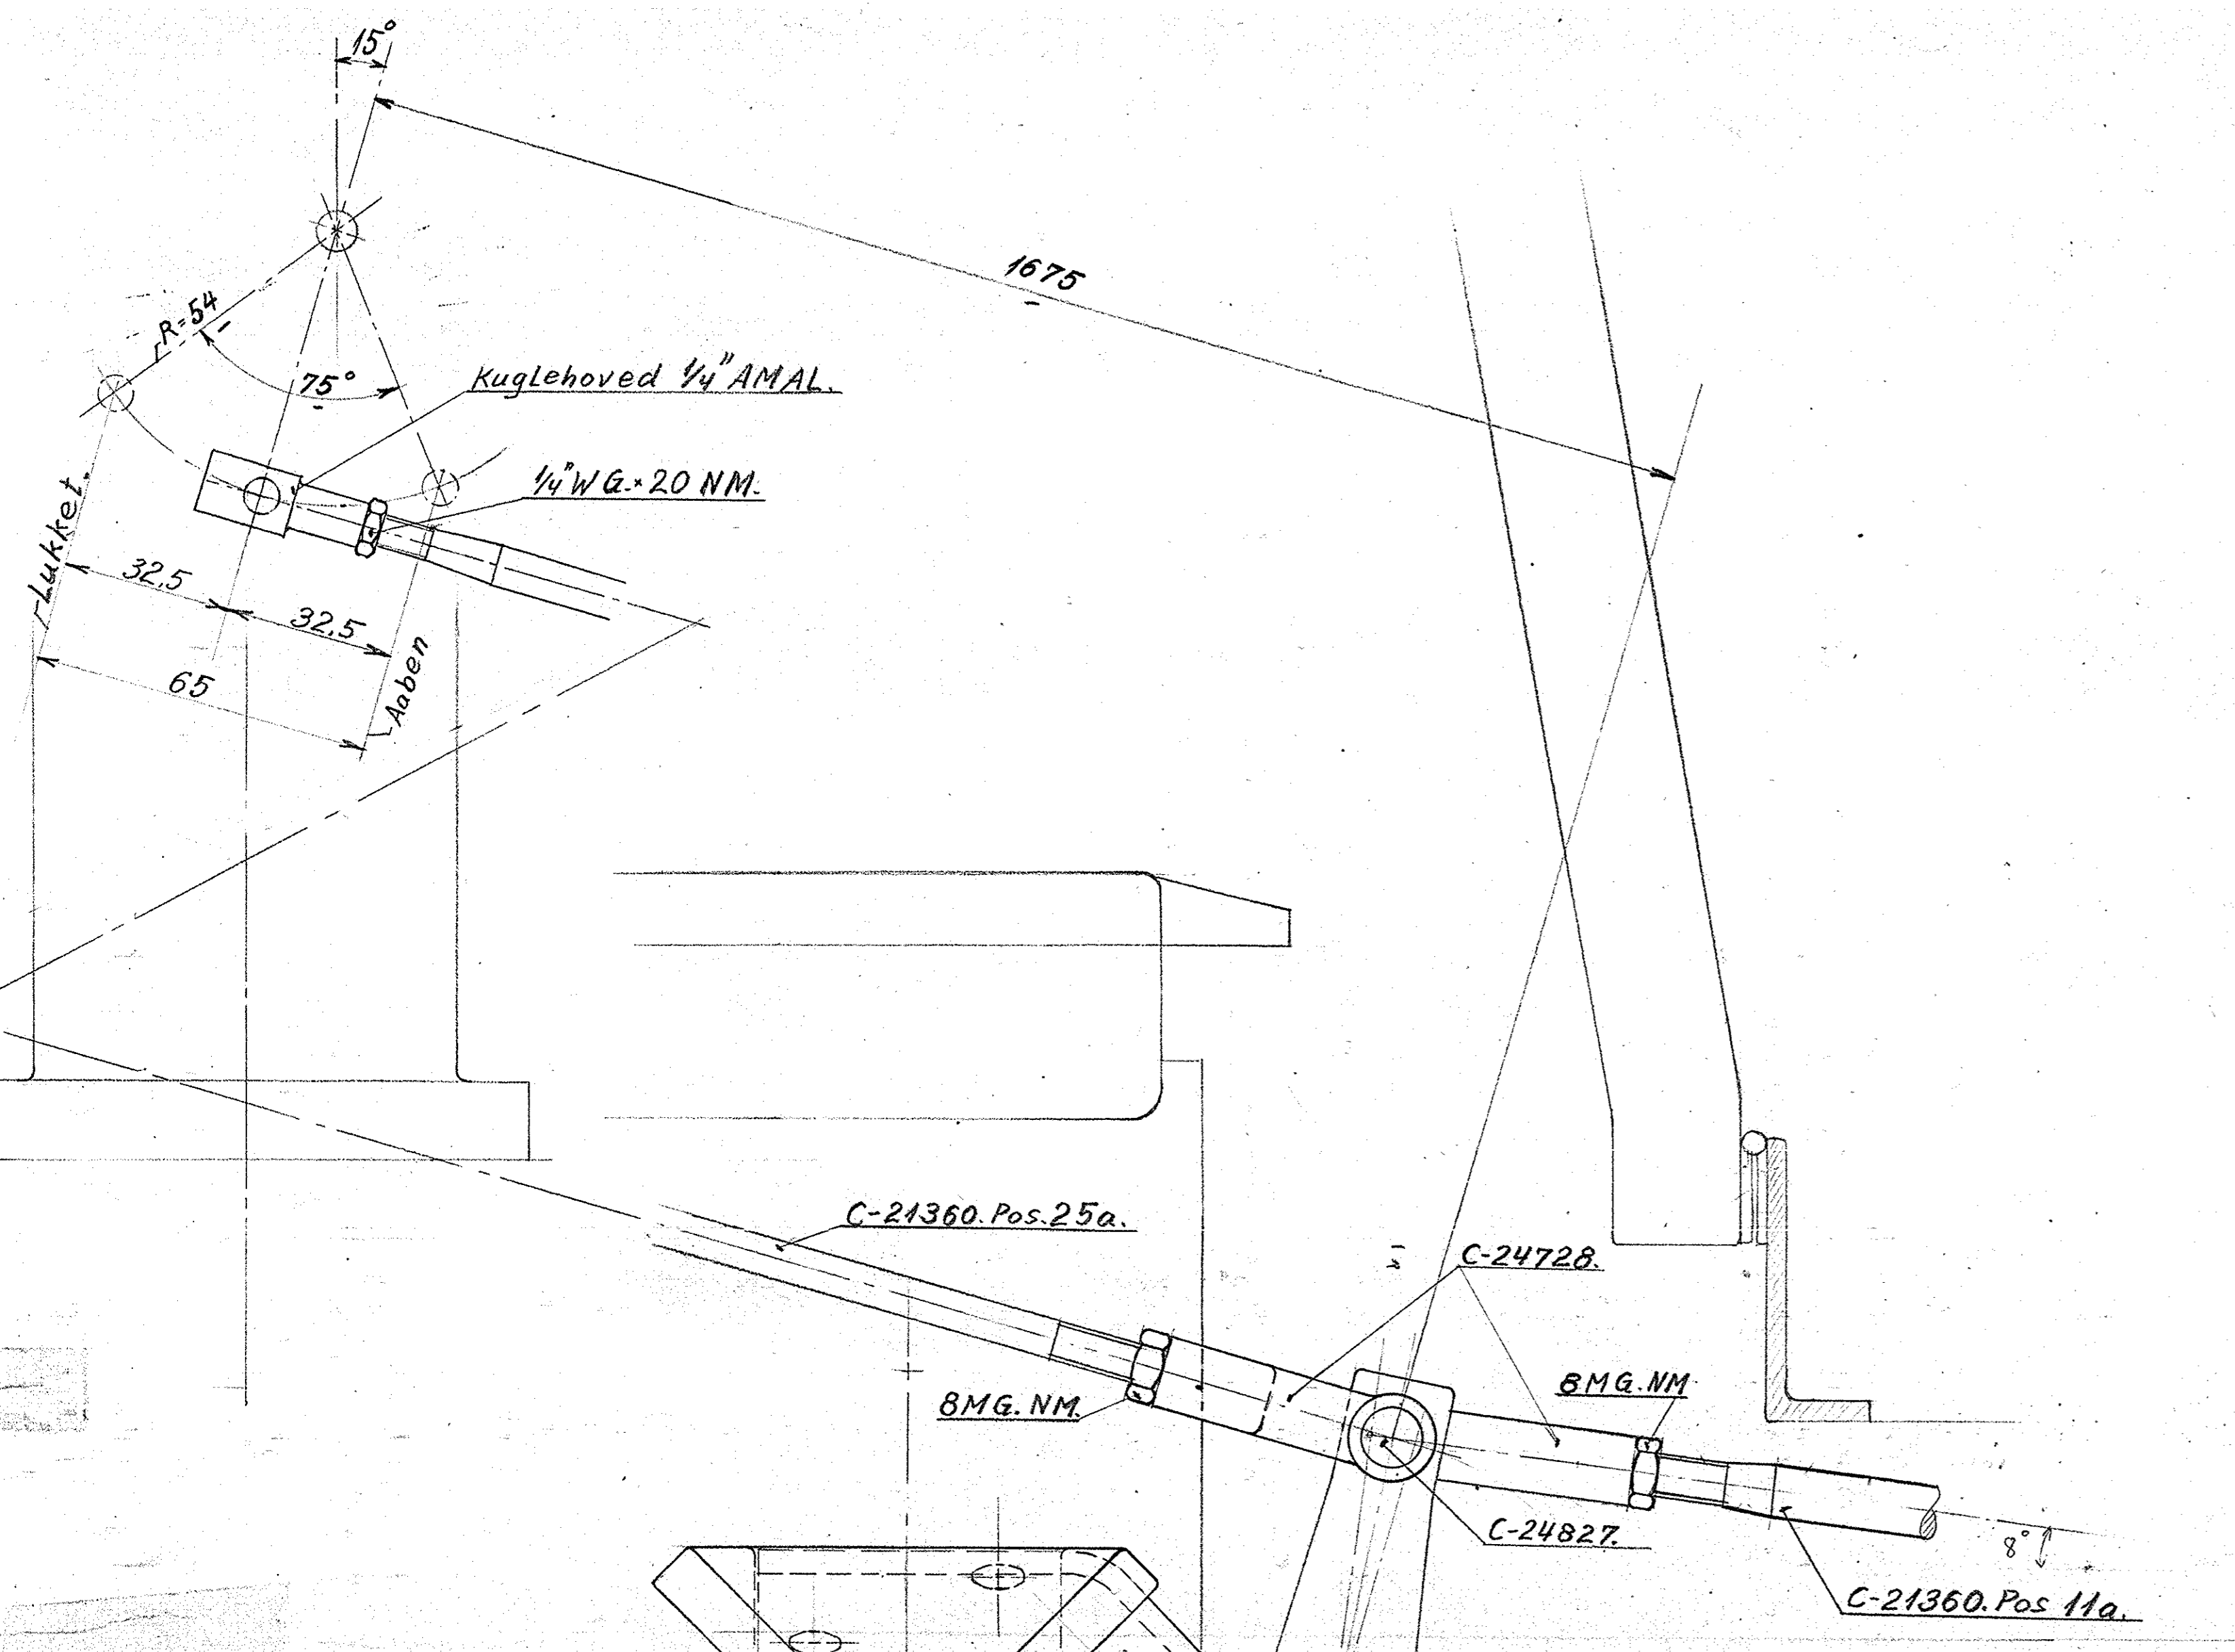 15°
1675
R=54
75°
Kuglehoved 1/4" AMAL.
1/4" WG.×20 NM.
Lukket.
32,5
32,5
65
Aaben
C-21360. Pos. 25a.
C-24728.
8MG. NM.
8MG. NM
C-24827.
8°
C-21360. Pos 11a.